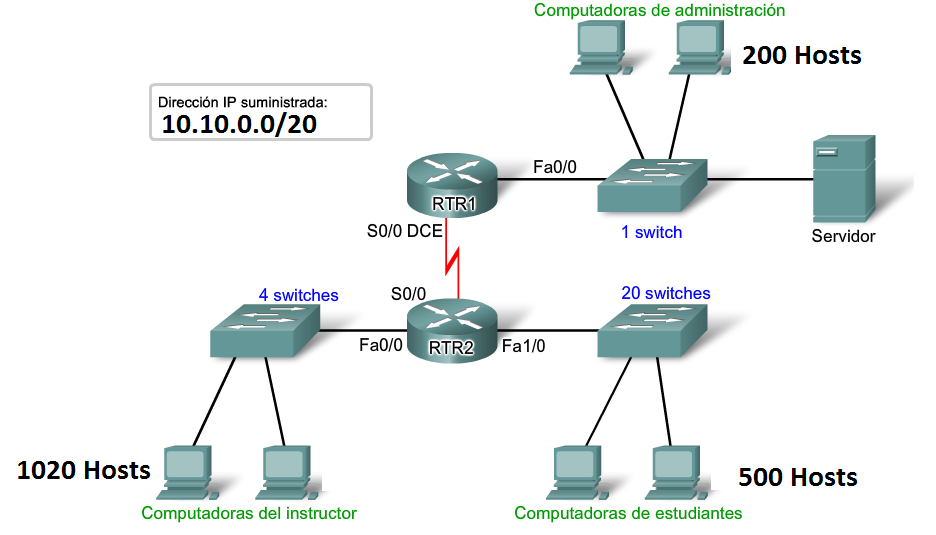 Computadoras de administración
200 Hosts
Dirección IP suministrada:
10.10.0.0/20
Fa0/0
RTR1
S0/0 DCE
1 switch
Servidor
4 switches
S0/0
20 switches
Fa0/0
RTR2
Fa1/0
1020 Hosts
500 Hosts
Computadoras del instructor
Computadoras de estudiantes